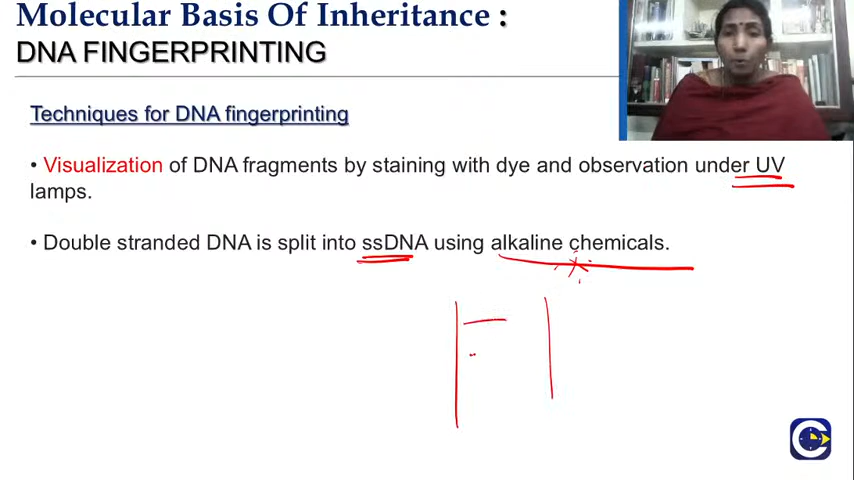 Molecular Basis Of Inheritance :
DNA FINGERPRINTING
Techniques for DNA fingerprinting
• Visualization of DNA fragments by staining with dye and observation under UV
lamps.
• Double stranded DNA is split into ssDNA using alkaline chemicals.